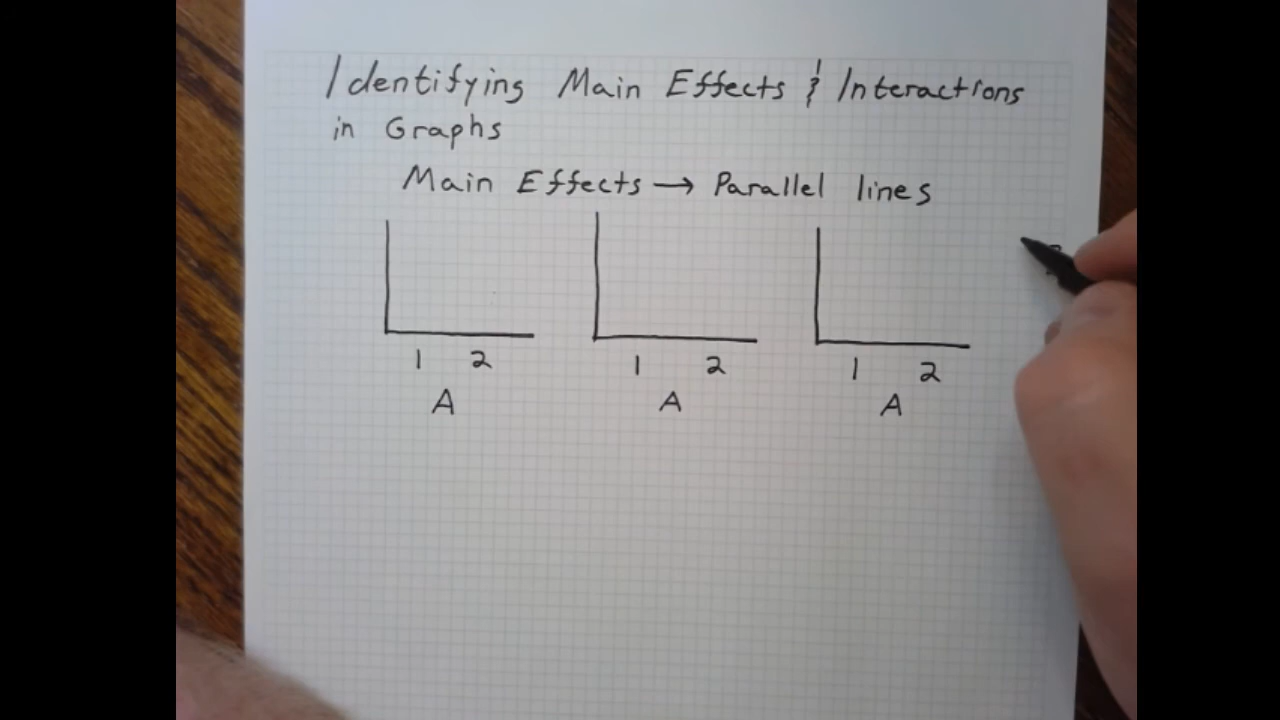 Identifying Main Effects & Interactions
in Graphs
Main Effects → Parallel lines
1 2 1 2 1 2
A A A